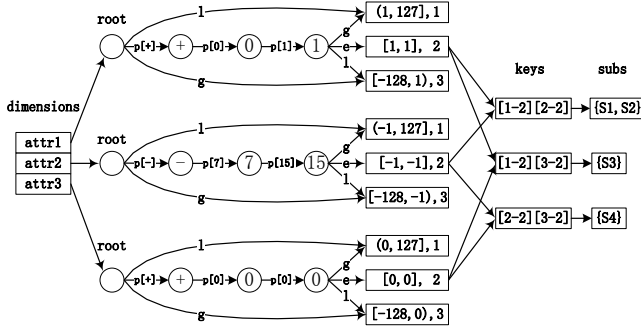 root
l
(1, 127], 1
p[+] + p[0] 0 p[1] 1
g
e
l
[1, 1], 2
g
[-128, 1), 3
keys
subs
dimensions
[1-2][2-2]
{S1, S2}
root
l
(-1, 127], 1
attr1
attr2
attr3
p[-] − p[7] 7 p[15] 15
g
e
l
[-1, -1], 2
[1-2][3-2]
{S3}
g
[-128, -1), 3
[2-2][3-2]
{S4}
root
l
(0, 127], 1
p[+] + p[0] 0 p[0] 0
g
e
l
[0, 0], 2
g
[-128, 0), 3